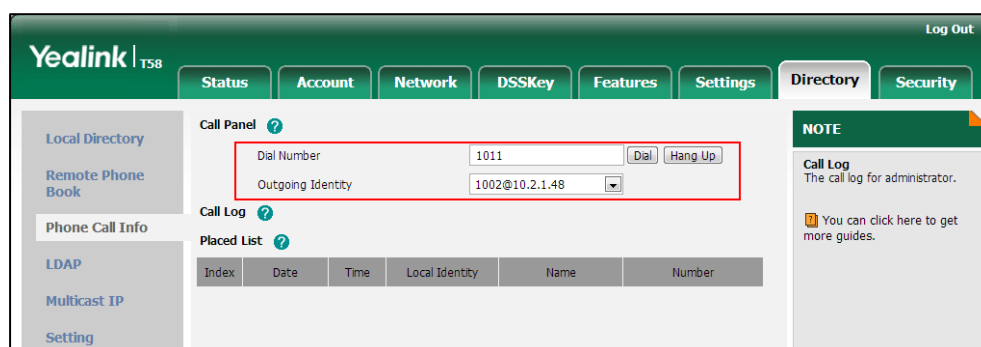 Log Out
Yealink T58
Status Account Network DSSKey Features Settings Directory Security
Local Directory
Remote Phone
Book
Phone Call Info
LDAP
Multicast IP
Setting
Call Panel ?
Dial Number 1011 Dial Hang Up
Outgoing Identity 1002@10.2.1.48
Call Log ?
Placed List ?
Index Date Time Local Identity Name Number
NOTE
Call Log
The call log for administrator.
? You can click here to get
more guides.